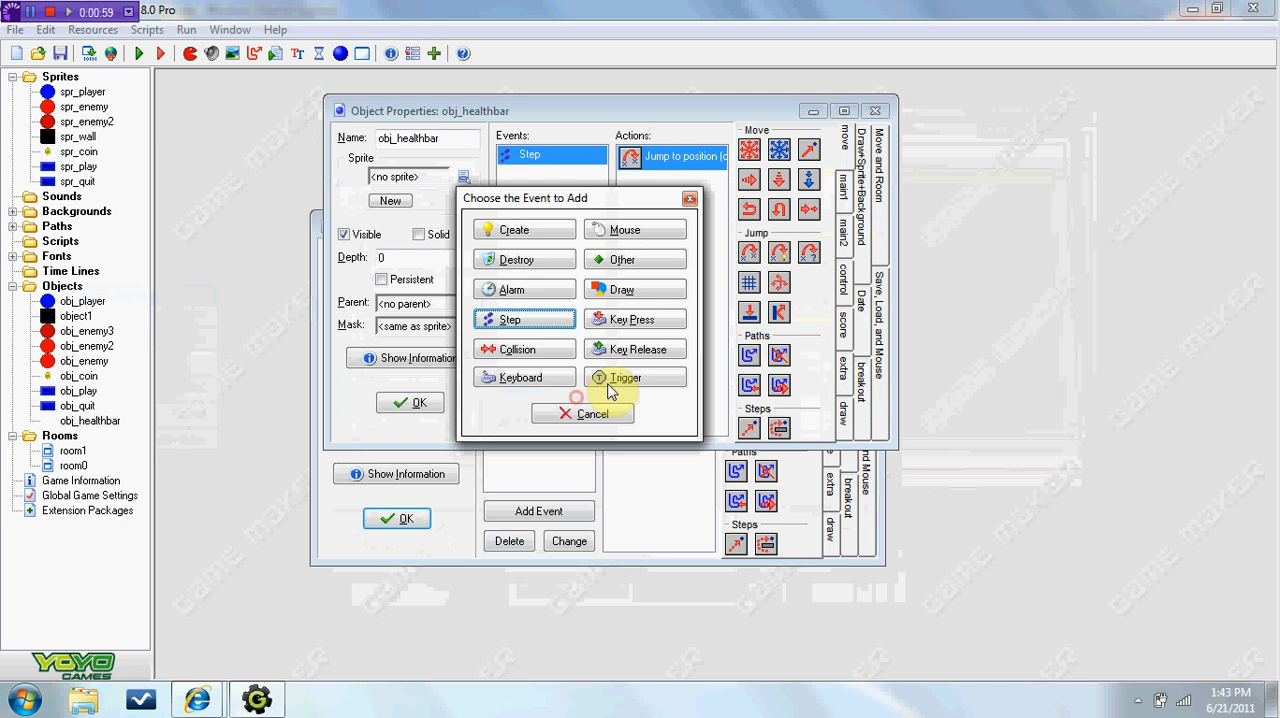 0:00:59 8.0 Pro
File Edit Resources Scripts Run Window Help
Sprites
spr_player
spr_enemy
spr_enemy2
spr_wall
spr_coin
spr_play
spr_quit
Sounds
Backgrounds
Paths
Scripts
Fonts
Time Lines
Objects
obj_player
object1
obj_enemy3
obj_enemy2
obj_enemy
obj_coin
obj_play
obj_quit
obj_healthbar
Rooms
room1
room0
Game Information
Global Game Settings
Extension Packages
YOYO
GAMES
Object Properties: obj_healthbar
Name: obj_healthbar
Sprite
<no sprite>
New
Visible Solid
Depth: 0
Persistent
Parent: <no parent>
Mask: <same as sprite>
Show Information
OK
Events:
Step
Actions:
Jump to position (
Choose the Event to Add
Create Mouse
Destroy Other
Alarm Draw
Step Key Press
Collision Key Release
Keyboard Trigger
Cancel
Move
Jump
Paths
Steps
move
main1
main2
control
score
extra
draw
Draw+Sprite+Background
Date
breakout
Move and Room
Save, Load, and Mouse
Show Information
OK
Add Event
Delete Change
Paths
Steps
extra
draw
breakout
and Mouse
1:43 PM
6/21/2011